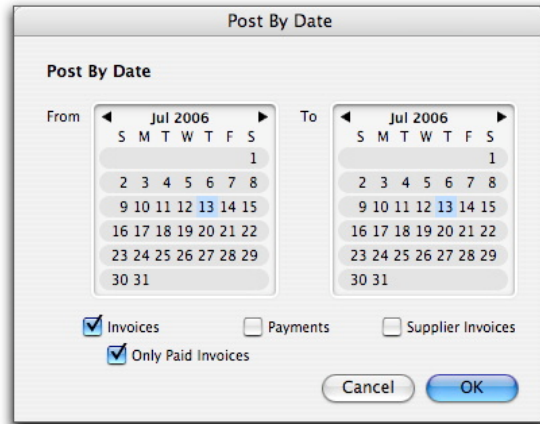 Post By Date
Post By Date
From ◀ Jul 2006 ▶ To ◀ Jul 2006 ▶
S M T W T F S S M T W T F S
1 1
2 3 4 5 6 7 8 2 3 4 5 6 7 8
9 10 11 12 13 14 15 9 10 11 12 13 14 15
16 17 18 19 20 21 22 16 17 18 19 20 21 22
23 24 25 26 27 28 29 23 24 25 26 27 28 29
30 31 30 31
Invoices Payments Supplier Invoices
Only Paid Invoices
Cancel OK